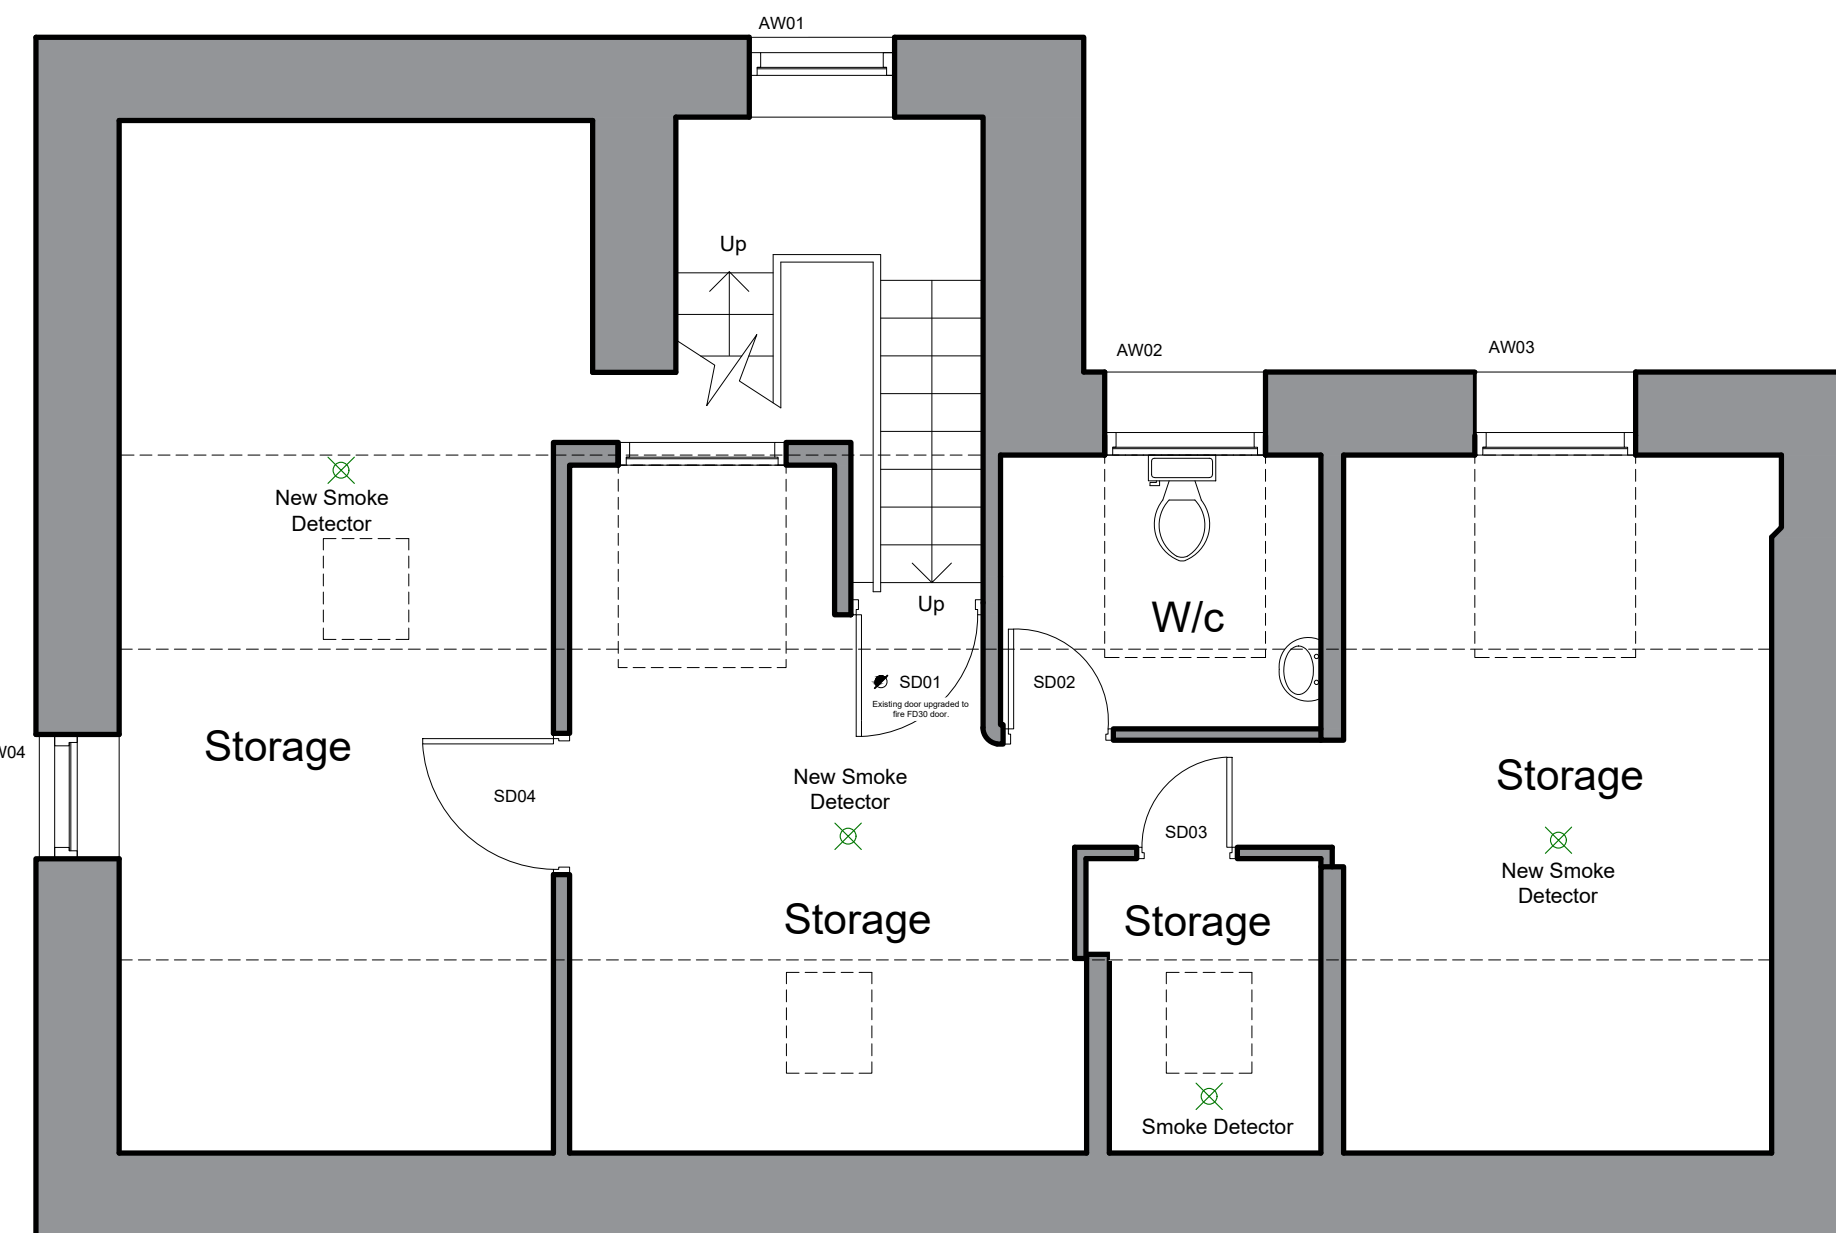 AW01
Up
AW02
AW03
New Smoke
Detector
Up
W/c
SD01
Existing door upgraded to
fire FD30 door.
SD02
Storage
W04
SD04
New Smoke
Detector
Storage
SD03
New Smoke
Detector
Storage
Storage
Smoke Detector